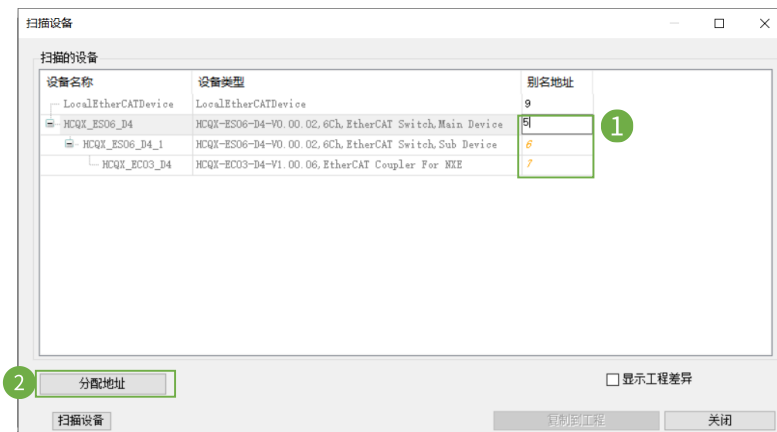 扫描设备
扫描的设备
设备名称 设备类型 别名地址
LocalEtherCATDevice LocalEtherCATDevice 9
HCQX_ES06_D4 HCQX-ES06-D4-V0.00.02,6Ch,EtherCAT Switch,Main Device 5
1
HCQX_ES06_D4_1 HCQX-ES06-D4-V0.00.02,6Ch,EtherCAT Switch,Sub Device 6
HCQX_EC03_D4 HCQX-EC03-D4-V1.00.06,EtherCAT Coupler For NXE 7
2 分配地址 显示工程差异
扫描设备 复制到工程 关闭